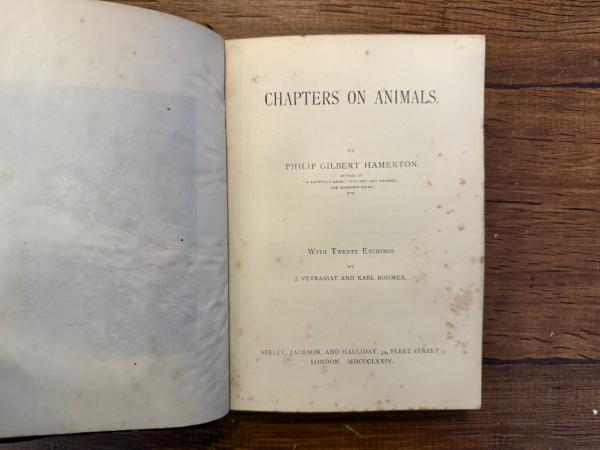 CHAPTERS ON ANIMALS.
BY
PHILIP GILBERT HAMERTON,
AUTHOR OF
"A PAINTER'S CAMP," "ETCHING AND ETCHERS,"
THE UNKNOWN RIVER,"
ETC.
WITH TWENTY ETCHINGS
BY
J. VEYRASSAT AND KARL BODMER.
SEELEY, JACKSON, AND HALLIDAY, 54, FLEET STREET
LONDON MDCCCLXXIV.